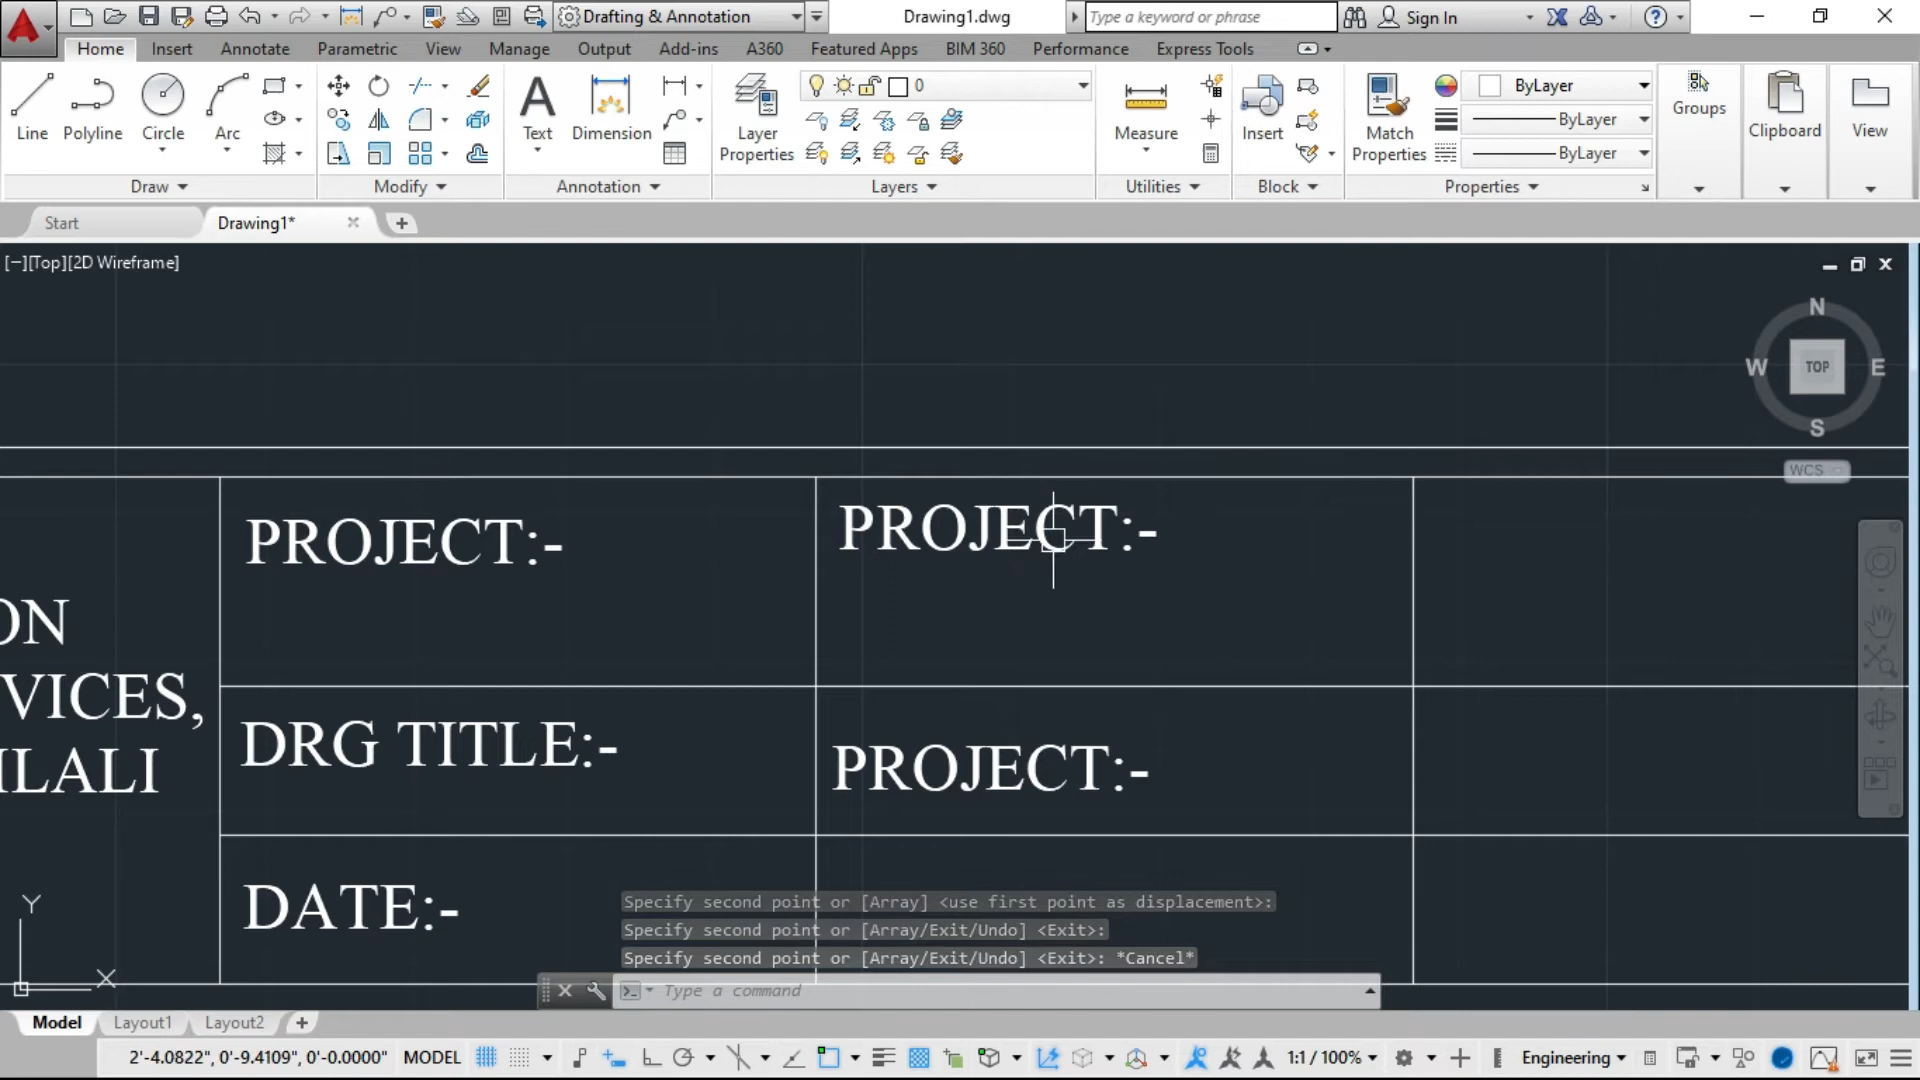 Drafting & Annotation
Drawing1.dwg
Type a keyword or phrase
Sign In
Home Insert Annotate Parametric View Manage Output Add-ins A360 Featured Apps BIM 360 Performance Express Tools
Line Polyline Circle Arc
Text Dimension
Layer Properties
0
Measure
Insert
Match Properties
ByLayer
ByLayer
ByLayer
Groups
Clipboard
View
Draw Modify Annotation Layers Utilities Block Properties
Start Drawing1*
[−][Top][2D Wireframe]
N
W TOP E
S
WCS
PROJECT:- PROJECT:-
ON
VICES,
ILALI
DRG TITLE:- PROJECT:-
DATE:-
Specify second point or [Array] <use first point as displacement>:
Specify second point or [Array/Exit/Undo] <Exit>:
Specify second point or [Array/Exit/Undo] <Exit>: *Cancel*
Type a command
Y
X
Model Layout1 Layout2
2'-4.0822", 0'-9.4109", 0'-0.0000" MODEL 1:1 / 100% Engineering